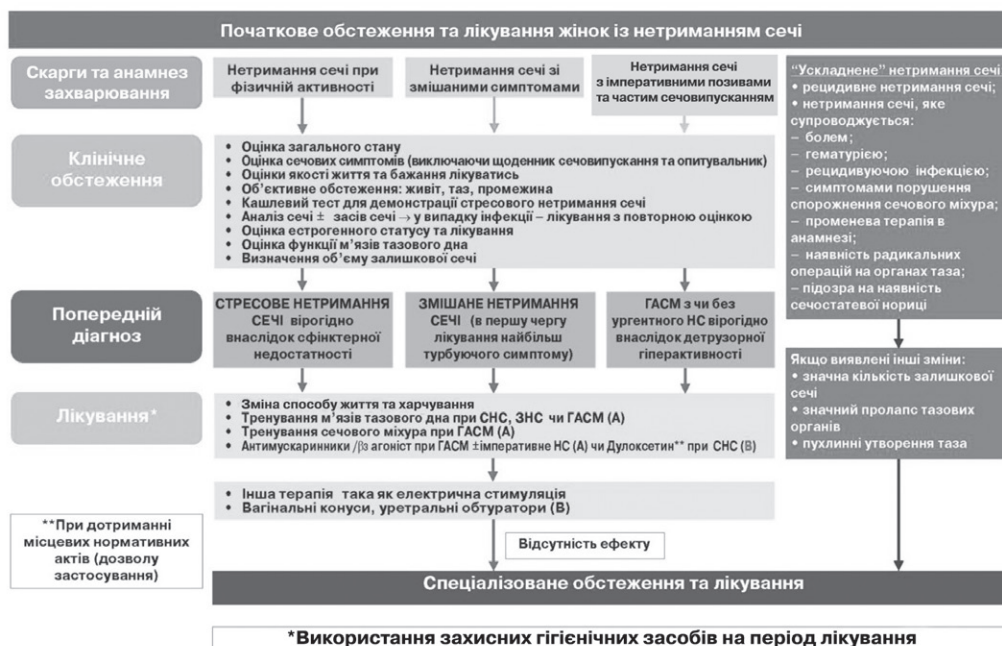 Початкове обстеження та лікування жінок із нетриманням сечі
Скарги та анамнез
захварювання
Нетримання сечі при
фізичній активності
Нетримання сечі зі
змішаними симптомами
Нетримання сечі
з імперативними позивами
та частим сечовипусканням
“Ускладнене” нетримання сечі
• рецидивне нетримання сечі;
• нетримання сечі, яке
супроводжується:
– болем;
– гематурією;
– рецидивуючою інфекцією;
– симптомами порушення
спорожнення сечового міхура;
– променева терапія в
анамнезі;
– наявність радикальних
операцій на органах таза;
– підозра на наявність
сечостатевої нориці
Клінічне
обстеження
• Оцінка загального стану
• Оцінка сечових симптомів (виключаючи щоденник сечовипускання та опитувальник)
• Оцінки якості життя та бажання лікуватись
• Об’єктивне обстеження: живіт, таз, промежина
• Кашлевий тест для демонстрації стресового нетримання сечі
• Аналіз сечі ± засів сечі → у випадку інфекції – лікування з повторною оцінкою
• Оцінка естрогенного статусу та лікування
• Оцінка функції м’язів тазового дна
• Визначення об’єму залишкової сечі
Попередній
діагноз
СТРЕСОВЕ НЕТРИМАННЯ
СЕЧІ вірогідно
внаслідок сфінктерної
недостатності
ЗМІШАНЕ НЕТРИМАННЯ
СЕЧІ (в першу чергу
лікування найбільш
турбуючого симптому)
ГАСМ з чи без
ургентного НС вірогідно
внаслідок детрузорної
гіперактивності
Якщо виявлені інші зміни:
• значна кількість залишкової
сечі
• значний пролапс тазових
органів
• пухлинні утворення таза
Лікування*
• Зміна способу життя та харчування
• Тренування м’язів тазового дна при СНС, ЗНС чи ГАСМ (А)
• Тренування сечового міхура при ГАСМ (А)
• Антимускаринники /β₃ агоніст при ГАСМ ±імперативне НС (А) чи Дулоксетин** при СНС (В)
• Інша терапія така як електрична стимуляція
• Вагінальні конуси, уретральні обтуратори (В)
**При дотриманні
місцевих нормативних
актів (дозволу
застосування)
Відсутність ефекту
Спеціалізоване обстеження та лікування
*Використання захисних гігієнічних засобів на період лікування